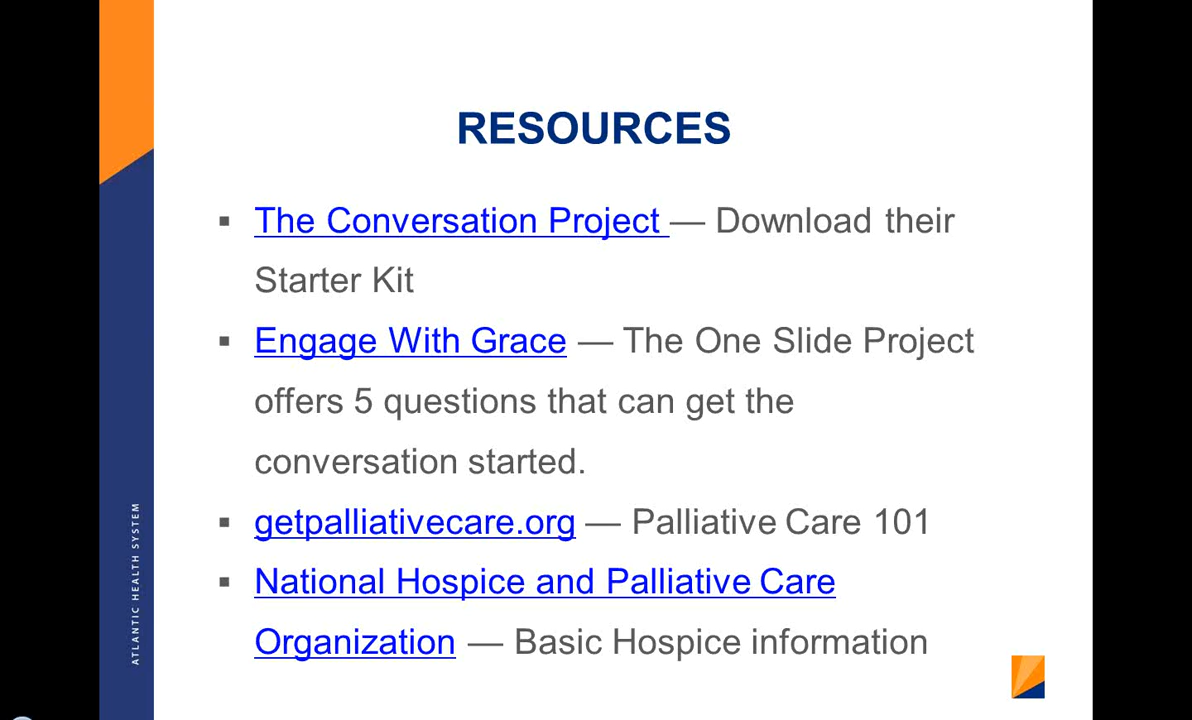 RESOURCES
▪ The Conversation Project — Download their
Starter Kit
▪ Engage With Grace — The One Slide Project
offers 5 questions that can get the
conversation started.
▪ getpalliativecare.org — Palliative Care 101
▪ National Hospice and Palliative Care
Organization — Basic Hospice information
ATLANTIC HEALTH SYSTEM